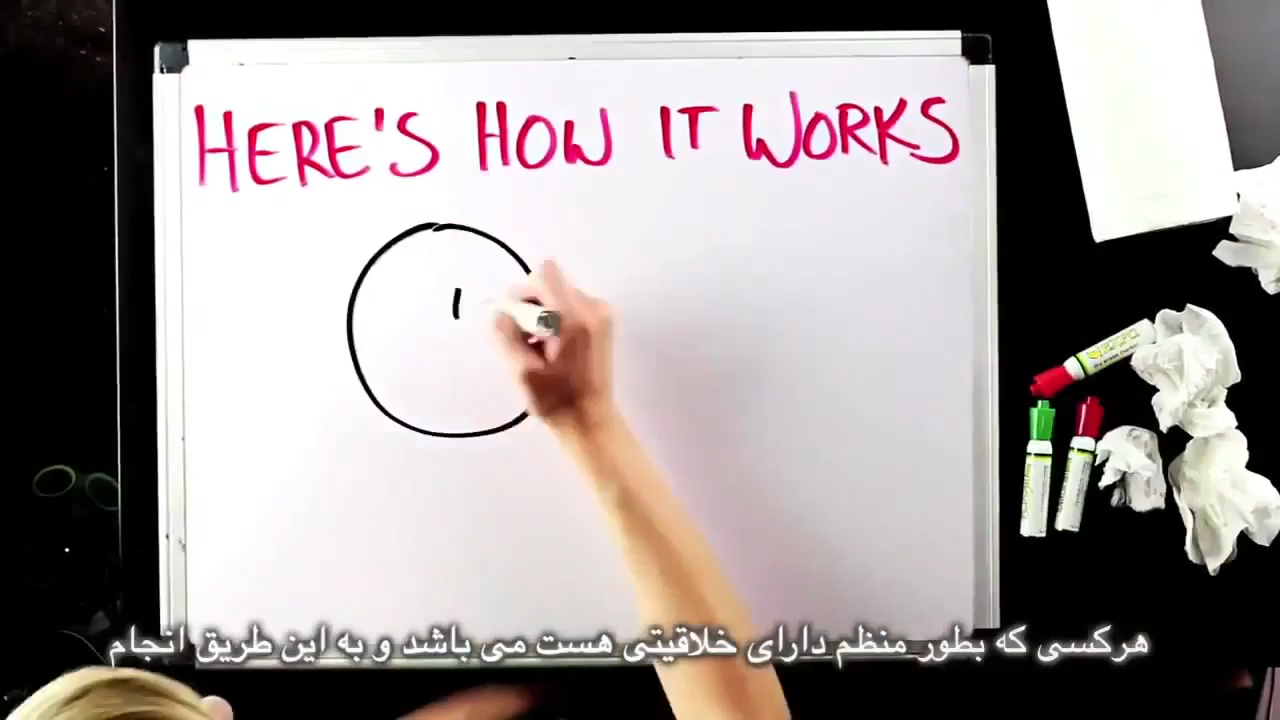 HERE'S HOW IT WORKS
هرکسی که بطور منظم دارای خلاقیتی هست می باشد و به این طریق انجام